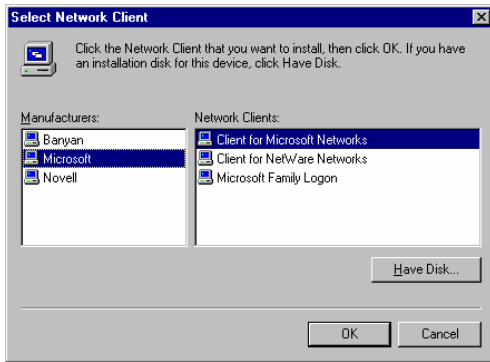 Select Network Client
Click the Network Client that you want to install, then click OK. If you have
an installation disk for this device, click Have Disk.
Manufacturers:
Banyan
Microsoft
Novell
Network Clients:
Client for Microsoft Networks
Client for NetWare Networks
Microsoft Family Logon
Have Disk...
OK
Cancel